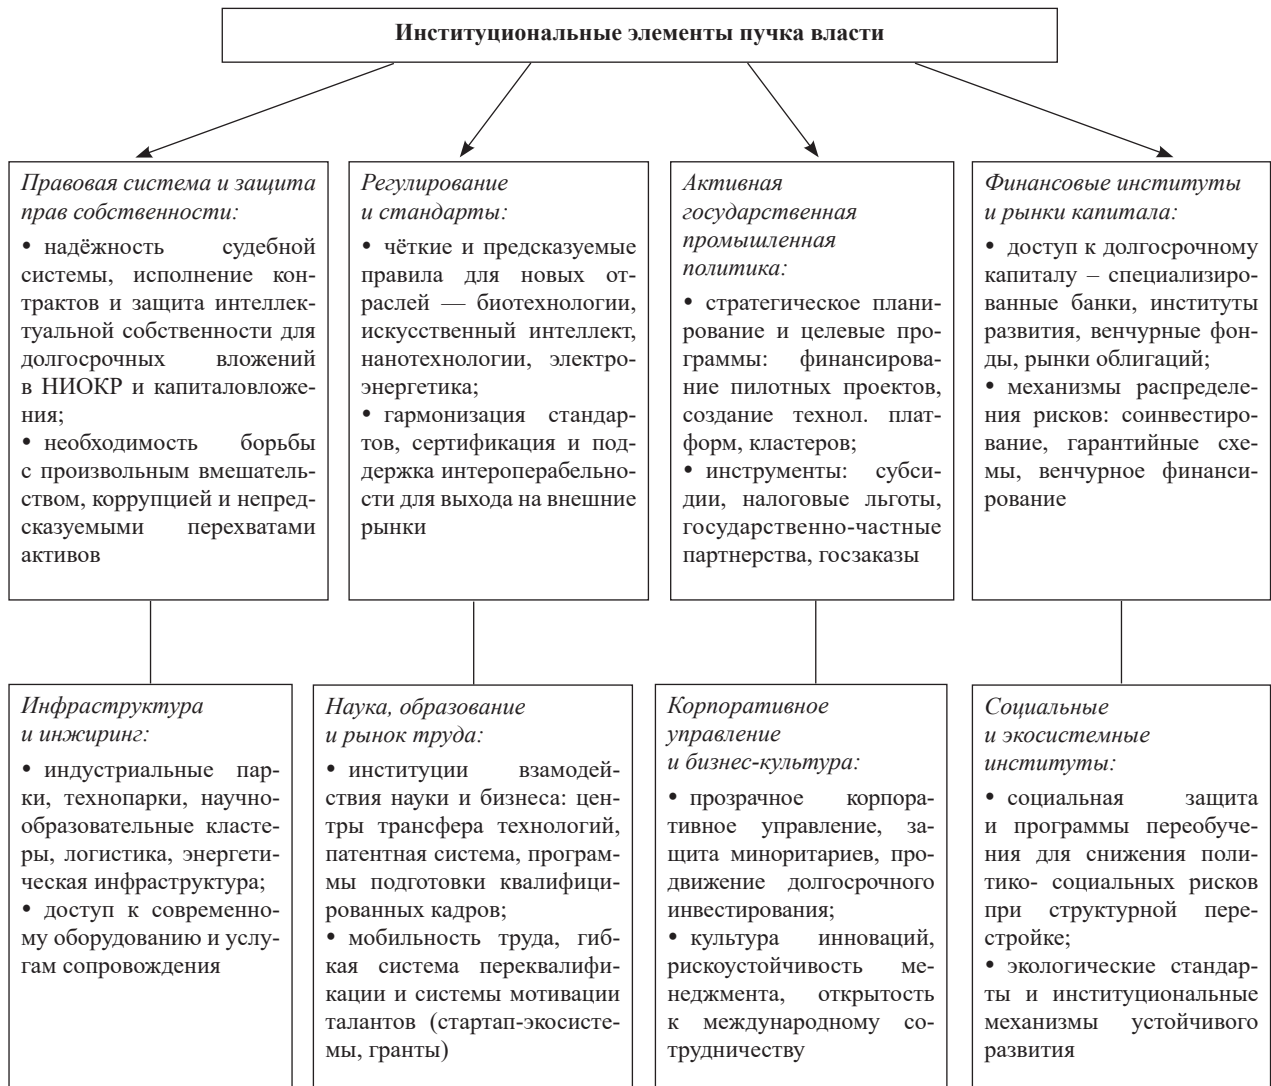 Институциональные элементы пучка власти
Правовая система и защита
прав собственности:
• надёжность судебной
системы, исполнение кон-
трактов и защита интеллек-
туальной собственности для
долгосрочных вложений
в НИОКР и капиталовложе-
ния;
• необходимость борьбы
с произвольным вмешатель-
ством, коррупцией и непред-
сказуемыми перехватами
активов
Регулирование
и стандарты:
• чёткие и предсказуемые
правила для новых от-
раслей — биотехнологии,
искусственный интеллект,
нанотехнологии, электро-
энергетика;
• гармонизация стандар-
тов, сертификация и под-
держка интероперабельно-
сти для выхода на внешние
рынки
Активная
государственная
промышленная
политика:
• стратегическое плани-
рование и целевые про-
граммы: финансирова-
ние пилотных проектов,
создание технол. плат-
форм, кластеров;
• инструменты: субси-
дии, налоговые льготы,
государственно-частные
партнерства, госзаказы
Финансовые институты
и рынки капитала:
• доступ к долгосрочному
капиталу – специализиро-
ванные банки, институты
развития, венчурные фон-
ды, рынки облигаций;
• механизмы распределе-
ния рисков: соинвестиро-
вание, гарантийные схе-
мы, венчурное финанси-
рование
Инфраструктура
и инжиринг:
• индустриальные пар-
ки, технопарки, научно-
образовательные класте-
ры, логистика, энергети-
ческая инфраструктура;
• доступ к современно-
му оборудованию и услу-
гам сопровождения
Наука, образование
и рынок труда:
• институции взамодей-
ствия науки и бизнеса: цен-
тры трансфера технологий,
патентная система, програм-
мы подготовки квалифици-
рованных кадров;
• мобильность труда, гиб-
кая система переквалифи-
кации и системы мотивации
талантов (стартап-экосисте-
мы, гранты)
Корпоративное
управление
и бизнес-культура:
• прозрачное корпора-
тивное управление, за-
щита миноритариев, про-
движение долгосрочного
инвестирования;
• культура инноваций,
рискоустойчивость ме-
неджмента, открытость
к международному со-
трудничеству
Социальные
и экосистемные
институты:
• социальная защита
и программы переобуче-
ния для снижения поли-
тико- социальных рисков
при структурной пере-
стройке;
• экологические стандар-
ты и институциональные
механизмы устойчивого
развития